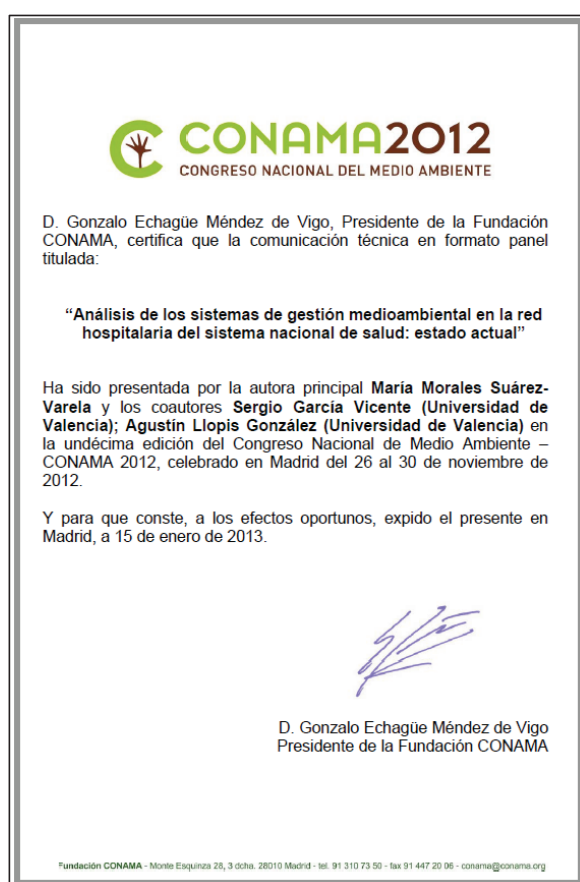 CONAMA2012
CONGRESO NACIONAL DEL MEDIO AMBIENTE
D. Gonzalo Echagüe Méndez de Vigo, Presidente de la Fundación
CONAMA, certifica que la comunicación técnica en formato panel
titulada:
“Análisis de los sistemas de gestión medioambiental en la red
hospitalaria del sistema nacional de salud: estado actual”
Ha sido presentada por la autora principal María Morales Suárez-
Varela y los coautores Sergio García Vicente (Universidad de
Valencia); Agustín Llopis González (Universidad de Valencia) en
la undécima edición del Congreso Nacional de Medio Ambiente –
CONAMA 2012, celebrado en Madrid del 26 al 30 de noviembre de
2012.
Y para que conste, a los efectos oportunos, expido el presente en
Madrid, a 15 de enero de 2013.
D. Gonzalo Echagüe Méndez de Vigo
Presidente de la Fundación CONAMA
Fundación CONAMA - Monte Esquinza 28, 3 dcha. 28010 Madrid - tel. 91 310 73 50 - fax 91 447 20 06 - conama@conama.org